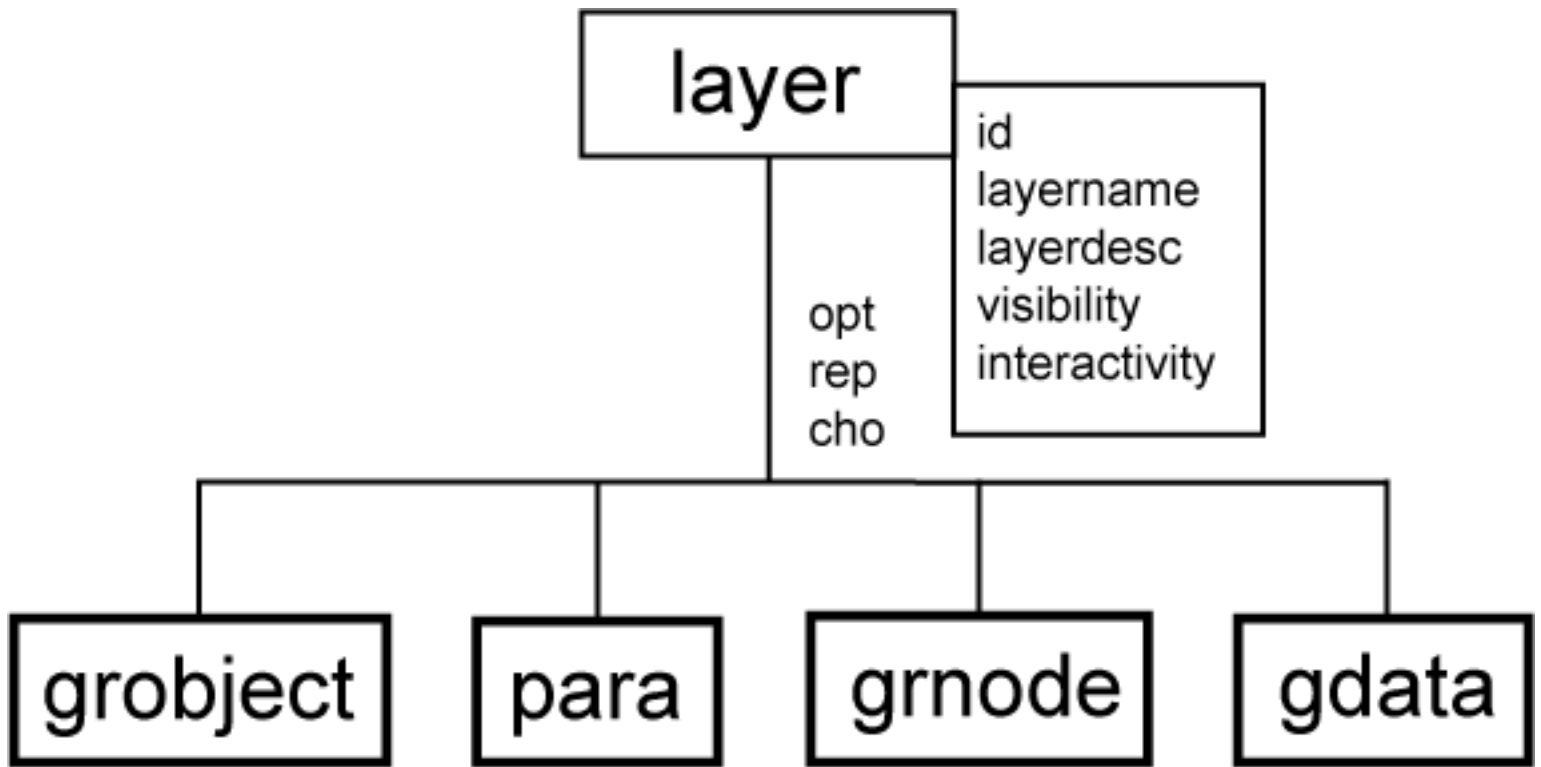 layer
id
layername
layerdesc
visibility
interactivity
opt
rep
cho
grobject
para
grnode
gdata